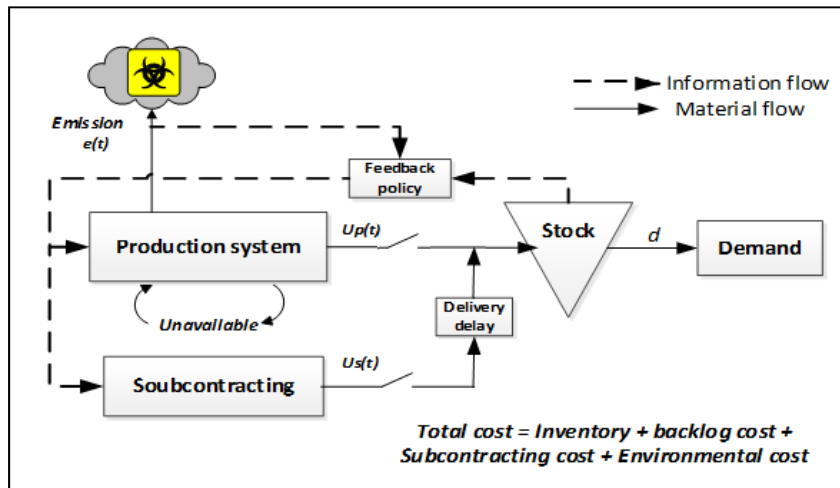 Information flow
Material flow
Emission
e(t)
Feedback
policy
Production system
Up(t)
Stock
d
Demand
Unavailable
Delivery
delay
Soubcontracting
Us(t)
Total cost = Inventory + backlog cost +
Subcontracting cost + Environmental cost